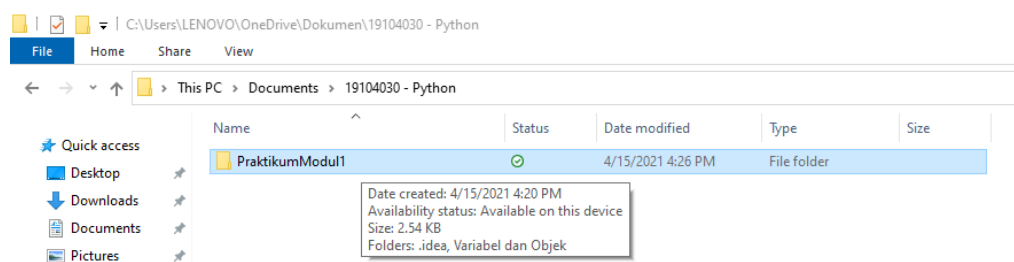 C:\Users\LENOVO\OneDrive\Dokumen\19104030 - Python
File Home Share View
This PC > Documents > 19104030 - Python
Name Status Date modified Type Size
Quick access
PraktikumModul1 4/15/2021 4:26 PM File folder
Desktop
Date created: 4/15/2021 4:20 PM
Downloads
Availability status: Available on this device
Size: 2.54 KB
Documents
Folders: .idea, Variabel dan Objek
Pictures